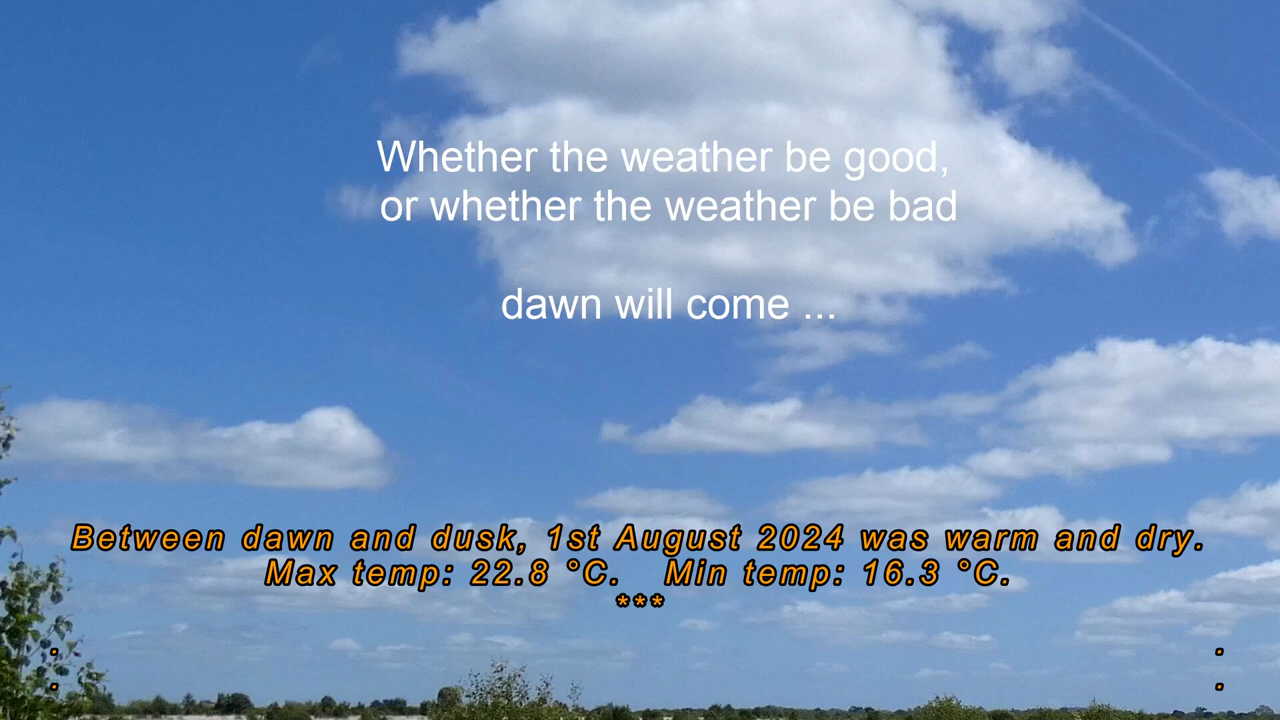 Whether the weather be good,
or whether the weather be bad
dawn will come ...
Between dawn and dusk, 1st August 2024 was warm and dry.
Max temp: 22.8 °C. Min temp: 16.3 °C.
***
. .
. .